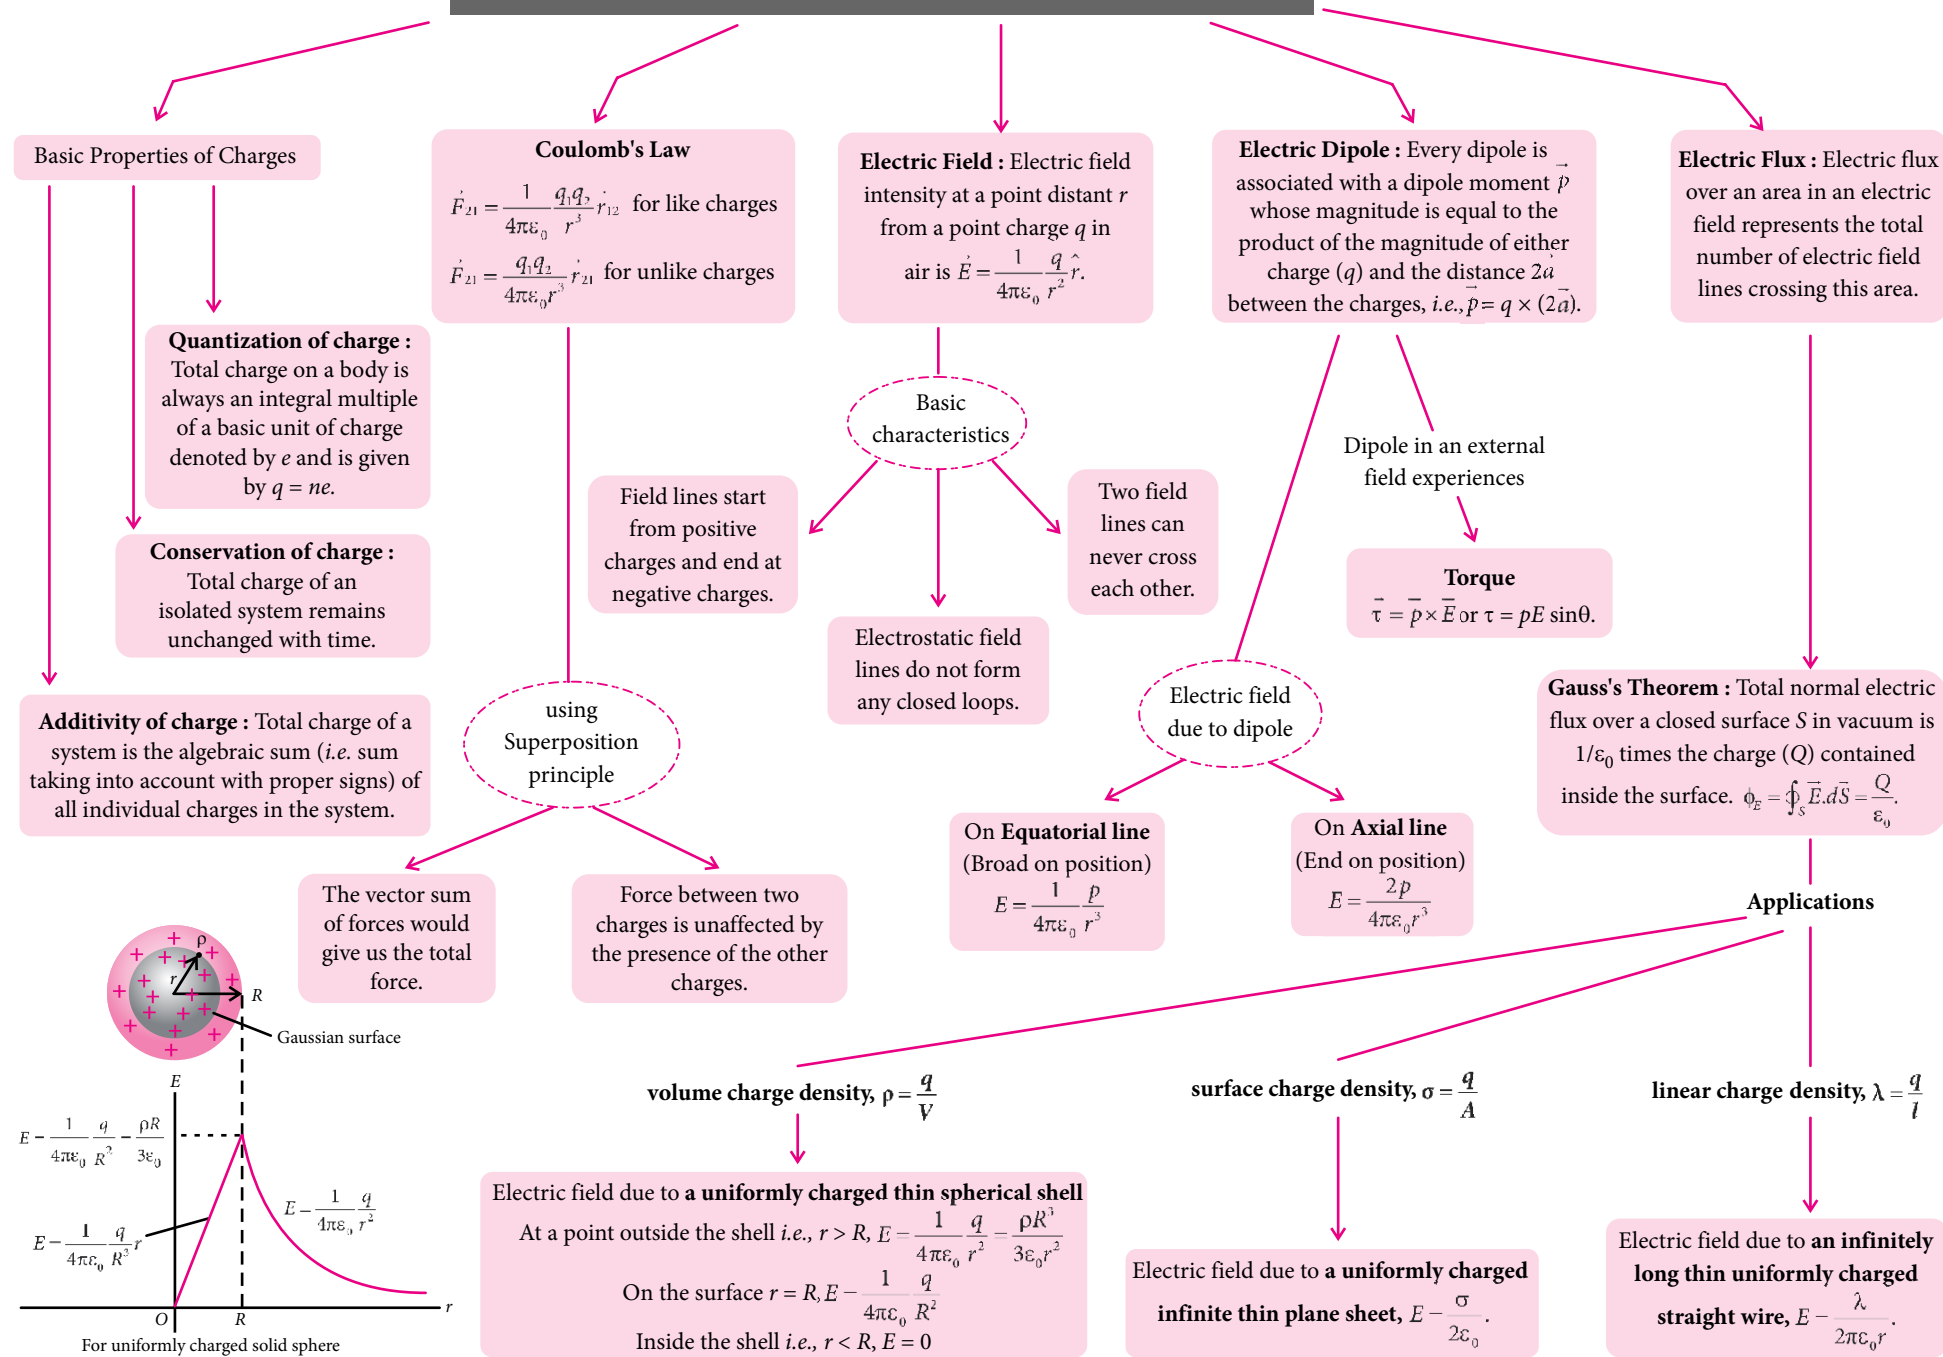 Basic Properties of Charges
Quantization of charge :
Total charge on a body is
always an integral multiple
of a basic unit of charge
denoted by e and is given
by q = ne.
Conservation of charge :
Total charge of an
isolated system remains
unchanged with time.
Additivity of charge : Total charge of a
system is the algebraic sum (i.e. sum
taking into account with proper signs) of
all individual charges in the system.
Coulomb's Law
F⃗₂₁ = 1/4πε₀ q₁q₂/r³ r⃗₁₂ for like charges
F⃗₂₁ = q₁q₂/4πε₀r³ r⃗₂₁ for unlike charges
using
Superposition
principle
The vector sum
of forces would
give us the total
force.
Force between two
charges is unaffected by
the presence of the other
charges.
Electric Field : Electric field
intensity at a point distant r
from a point charge q in
air is E⃗ = 1/4πε₀ q/r² r̂.
Basic
characteristics
Field lines start
from positive
charges and end at
negative charges.
Electrostatic field
lines do not form
any closed loops.
Two field
lines can
never cross
each other.
Electric Dipole : Every dipole is
associated with a dipole moment p⃗
whose magnitude is equal to the
product of the magnitude of either
charge (q) and the distance 2a⃗
between the charges, i.e., p⃗ = q × (2a⃗).
Dipole in an external
field experiences
Torque
τ⃗ = p⃗ × E⃗ or τ = pE sinθ.
Electric field
due to dipole
On Equatorial line
(Broad on position)
E = 1/4πε₀ p/r³
On Axial line
(End on position)
E = 2p/4πε₀r³
Electric Flux : Electric flux
over an area in an electric
field represents the total
number of electric field
lines crossing this area.
Gauss's Theorem : Total normal electric
flux over a closed surface S in vacuum is
1/ε₀ times the charge (Q) contained
inside the surface. ϕE = ∮S E⃗.dS⃗ = Q/ε₀.
Applications
volume charge density, ρ = q/V
Electric field due to a uniformly charged thin spherical shell
At a point outside the shell i.e., r > R, E = 1/4πε₀ q/r² = ρR³/3ε₀r²
On the surface r = R, E = 1/4πε₀ q/R²
Inside the shell i.e., r < R, E = 0
surface charge density, σ = q/A
Electric field due to a uniformly charged
infinite thin plane sheet, E = σ/2ε₀.
linear charge density, λ = q/l
Electric field due to an infinitely
long thin uniformly charged
straight wire, E = λ/2πε₀r.
ρ
r
R
Gaussian surface
E
E = 1/4πε₀ q/R² = ρR/3ε₀
E = 1/4πε₀ q/r²
E = 1/4πε₀ q/R³ r
O
R
r
For uniformly charged solid sphere